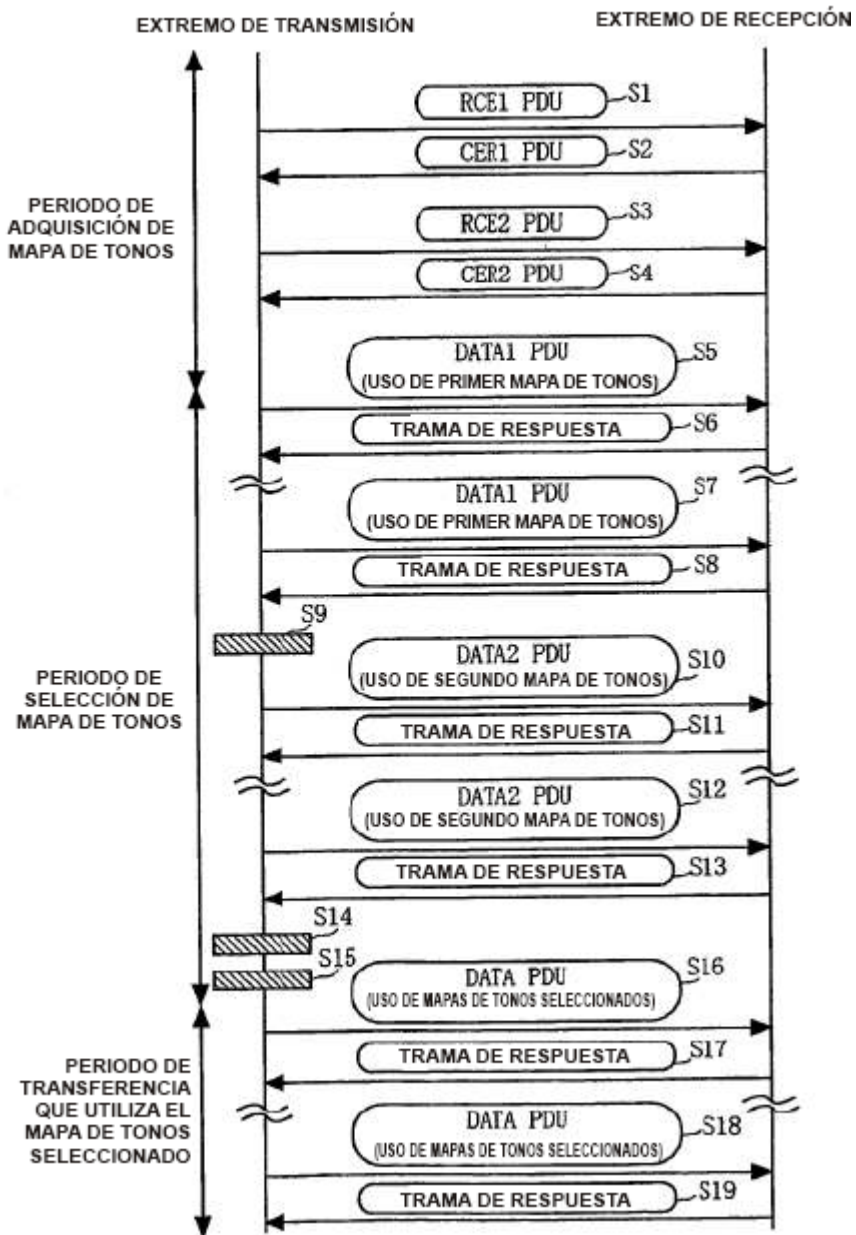 EXTREMO DE TRANSMISIÓN
EXTREMO DE RECEPCIÓN
RCE1 PDU
S1
CER1 PDU
S2
PERIODO DE
ADQUISICIÓN DE
MAPA DE TONOS
RCE2 PDU
S3
CER2 PDU
S4
DATA1 PDU
(USO DE PRIMER MAPA DE TONOS)
S5
TRAMA DE RESPUESTA
S6
DATA1 PDU
(USO DE PRIMER MAPA DE TONOS)
S7
TRAMA DE RESPUESTA
S8
S9
PERIODO DE
SELECCIÓN DE
MAPA DE TONOS
DATA2 PDU
(USO DE SEGUNDO MAPA DE TONOS)
S10
TRAMA DE RESPUESTA
S11
DATA2 PDU
(USO DE SEGUNDO MAPA DE TONOS)
S12
TRAMA DE RESPUESTA
S13
S14
S15
DATA PDU
(USO DE MAPAS DE TONOS SELECCIONADOS)
S16
TRAMA DE RESPUESTA
S17
PERIODO DE
TRANSFERENCIA
QUE UTILIZA EL
MAPA DE TONOS
SELECCIONADO
DATA PDU
(USO DE MAPAS DE TONOS SELECCIONADOS)
S18
TRAMA DE RESPUESTA
S19